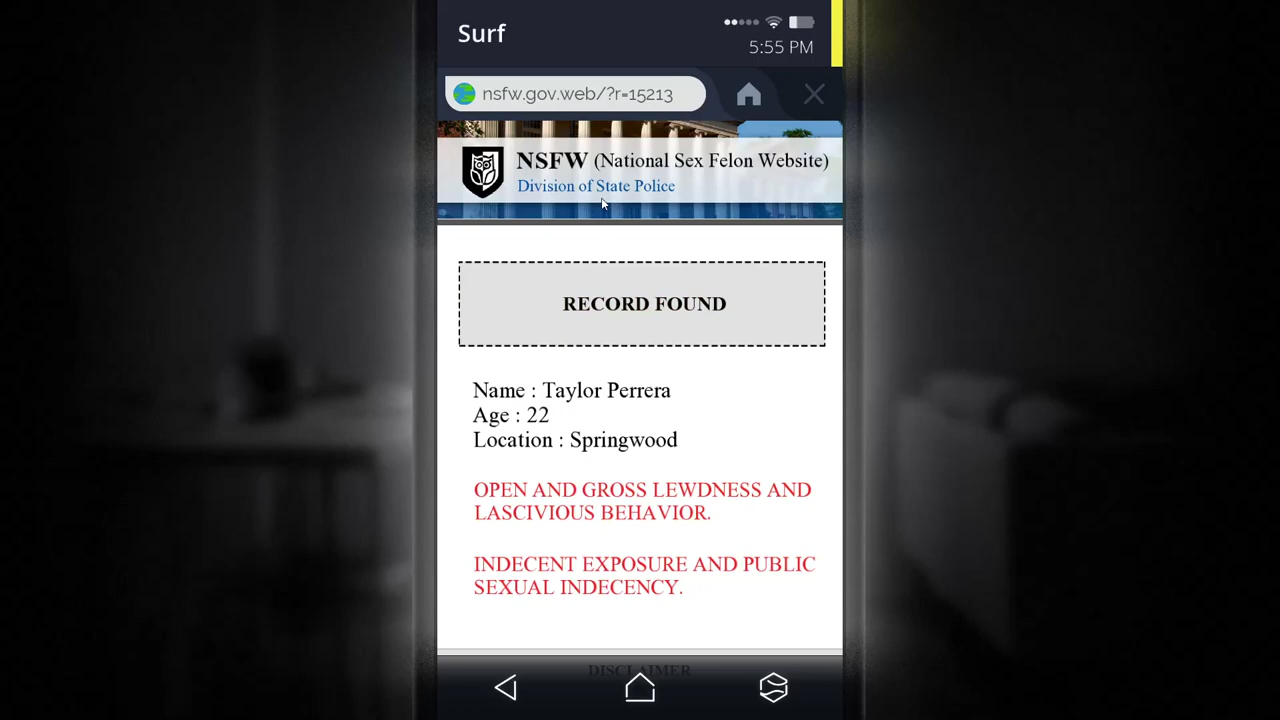 Surf
5:55 PM
nsfw.gov.web/?r=15213
NSFW (National Sex Felon Website)
Division of State Police
RECORD FOUND
Name : Taylor Perrera
Age : 22
Location : Springwood
OPEN AND GROSS LEWDNESS AND
LASCIVIOUS BEHAVIOR.
INDECENT EXPOSURE AND PUBLIC
SEXUAL INDECENCY.
DISCLAIMER